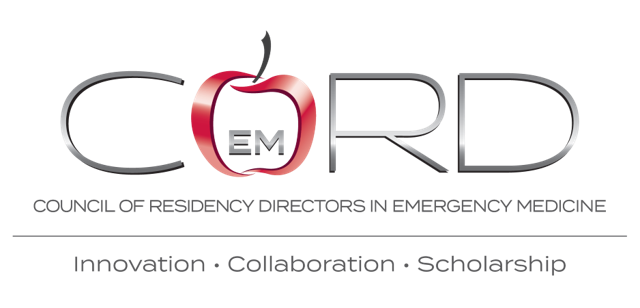 CORD
EM
COUNCIL OF RESIDENCY DIRECTORS IN EMERGENCY MEDICINE
Innovation • Collaboration • Scholarship